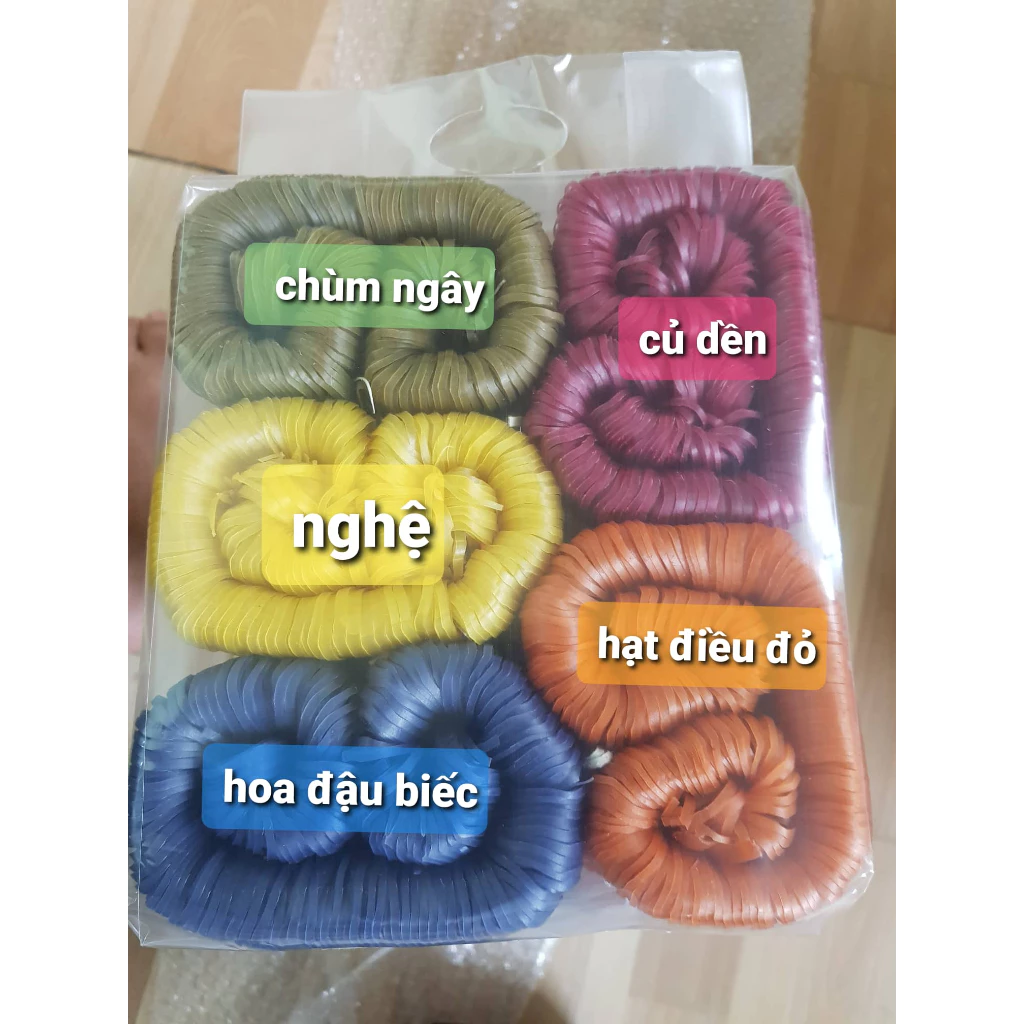 chùm ngây
củ dền
nghệ
hạt điều đỏ
hoa đậu biếc